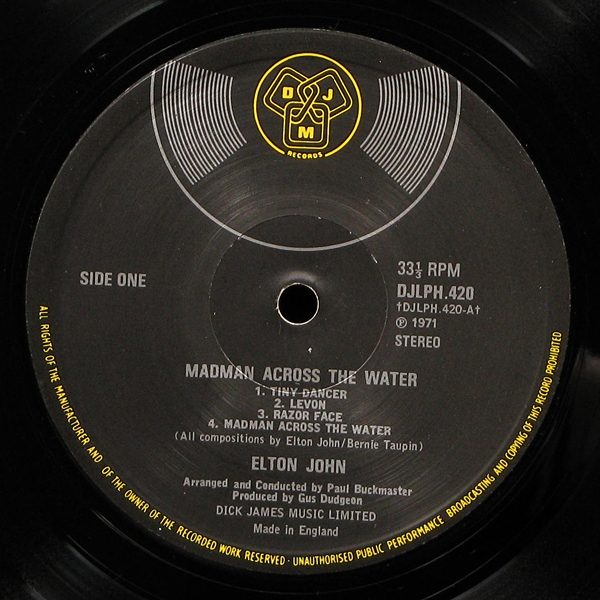 D J
M
RECORDS
SIDE ONE
33⅓ RPM
DJLPH.420
†DJLPH.420-A†
℗ 1971
STEREO
MADMAN ACROSS THE WATER
1. TINY DANCER
2. LEVON
3. RAZOR FACE
4. MADMAN ACROSS THE WATER
(All compositions by Elton John/Bernie Taupin)
ELTON JOHN
Arranged and Conducted by Paul Buckmaster
Produced by Gus Dudgeon
DICK JAMES MUSIC LIMITED
Made in England
ALL RIGHTS OF THE MANUFACTURER AND OF THE OWNER OF THE RECORDED WORK RESERVED · UNAUTHORISED PUBLIC PERFORMANCE BROADCASTING AND COPYING OF THIS RECORD PROHIBITED